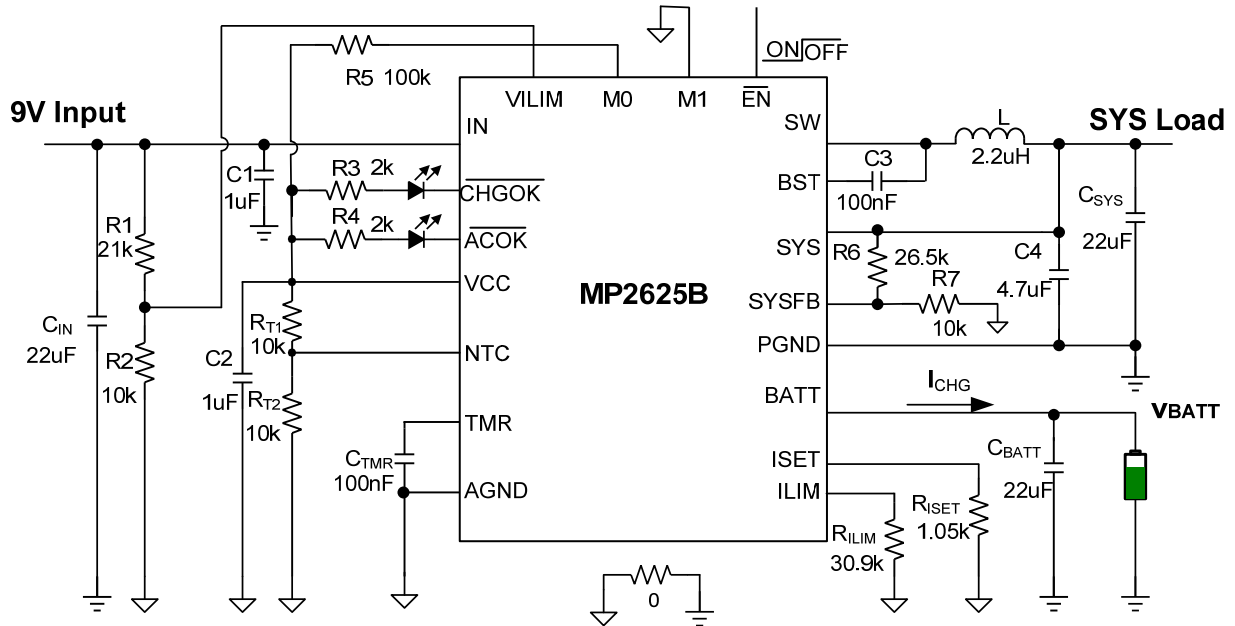 ON OFF
R5 100k
VILIM M0 M1 EN
9V Input
IN
SW
L
SYS Load
2.2uH
C1
1uF
R3 2k
CHGOK
C3
100nF
BST
CSYS
22uF
R1
21k
R4 2k
ACOK
SYS
R6
26.5k
C4
4.7uF
VCC
MP2625B
SYSFB
R7
10k
CIN
22uF
RT1
10k
R2
10k
C2
1uF
NTC
PGND
RT2
10k
BATT
ICHG
VBATT
TMR
CTMR
100nF
ISET
CBATT
22uF
AGND
ILIM
RISET
1.05k
RILIM
30.9k
0